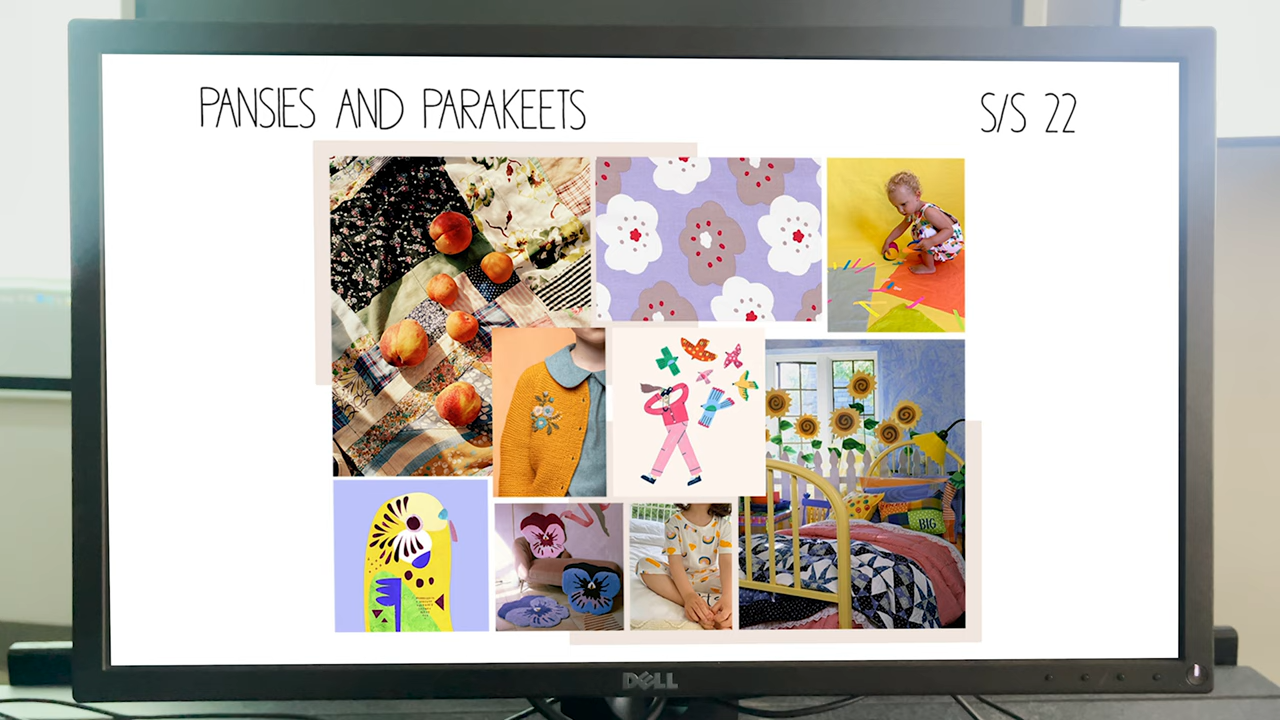 PANSIES AND PARAKEETS
S/S 22
BIG
DELL